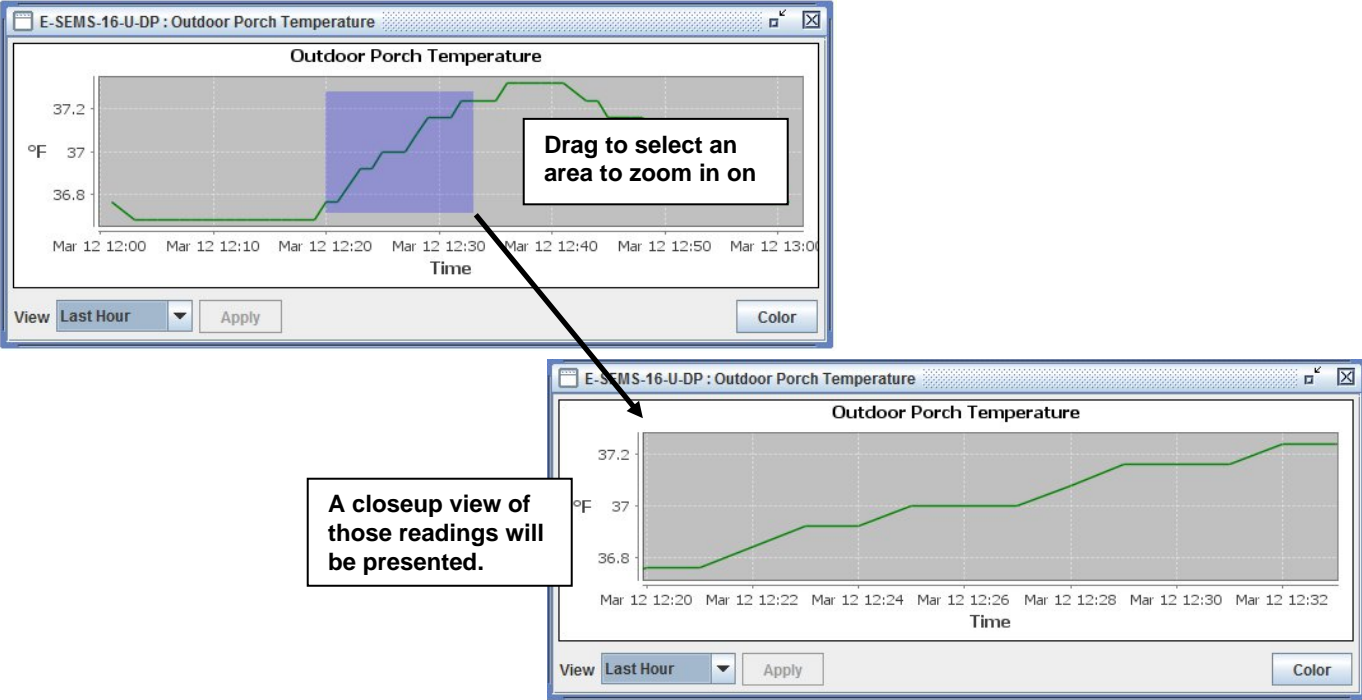 E-SEMS-16-U-DP : Outdoor Porch Temperature
Outdoor Porch Temperature
37.2
ºF 37
36.8
Drag to select an
area to zoom in on
Mar 12 12:00 Mar 12 12:10 Mar 12 12:20 Mar 12 12:30 Mar 12 12:40 Mar 12 12:50 Mar 12 13:00
Time
View Last Hour Apply Color
E-SEMS-16-U-DP : Outdoor Porch Temperature
Outdoor Porch Temperature
37.2
ºF 37
36.8
A closeup view of
those readings will
be presented.
Mar 12 12:20 Mar 12 12:22 Mar 12 12:24 Mar 12 12:26 Mar 12 12:28 Mar 12 12:30 Mar 12 12:32
Time
View Last Hour Apply Color